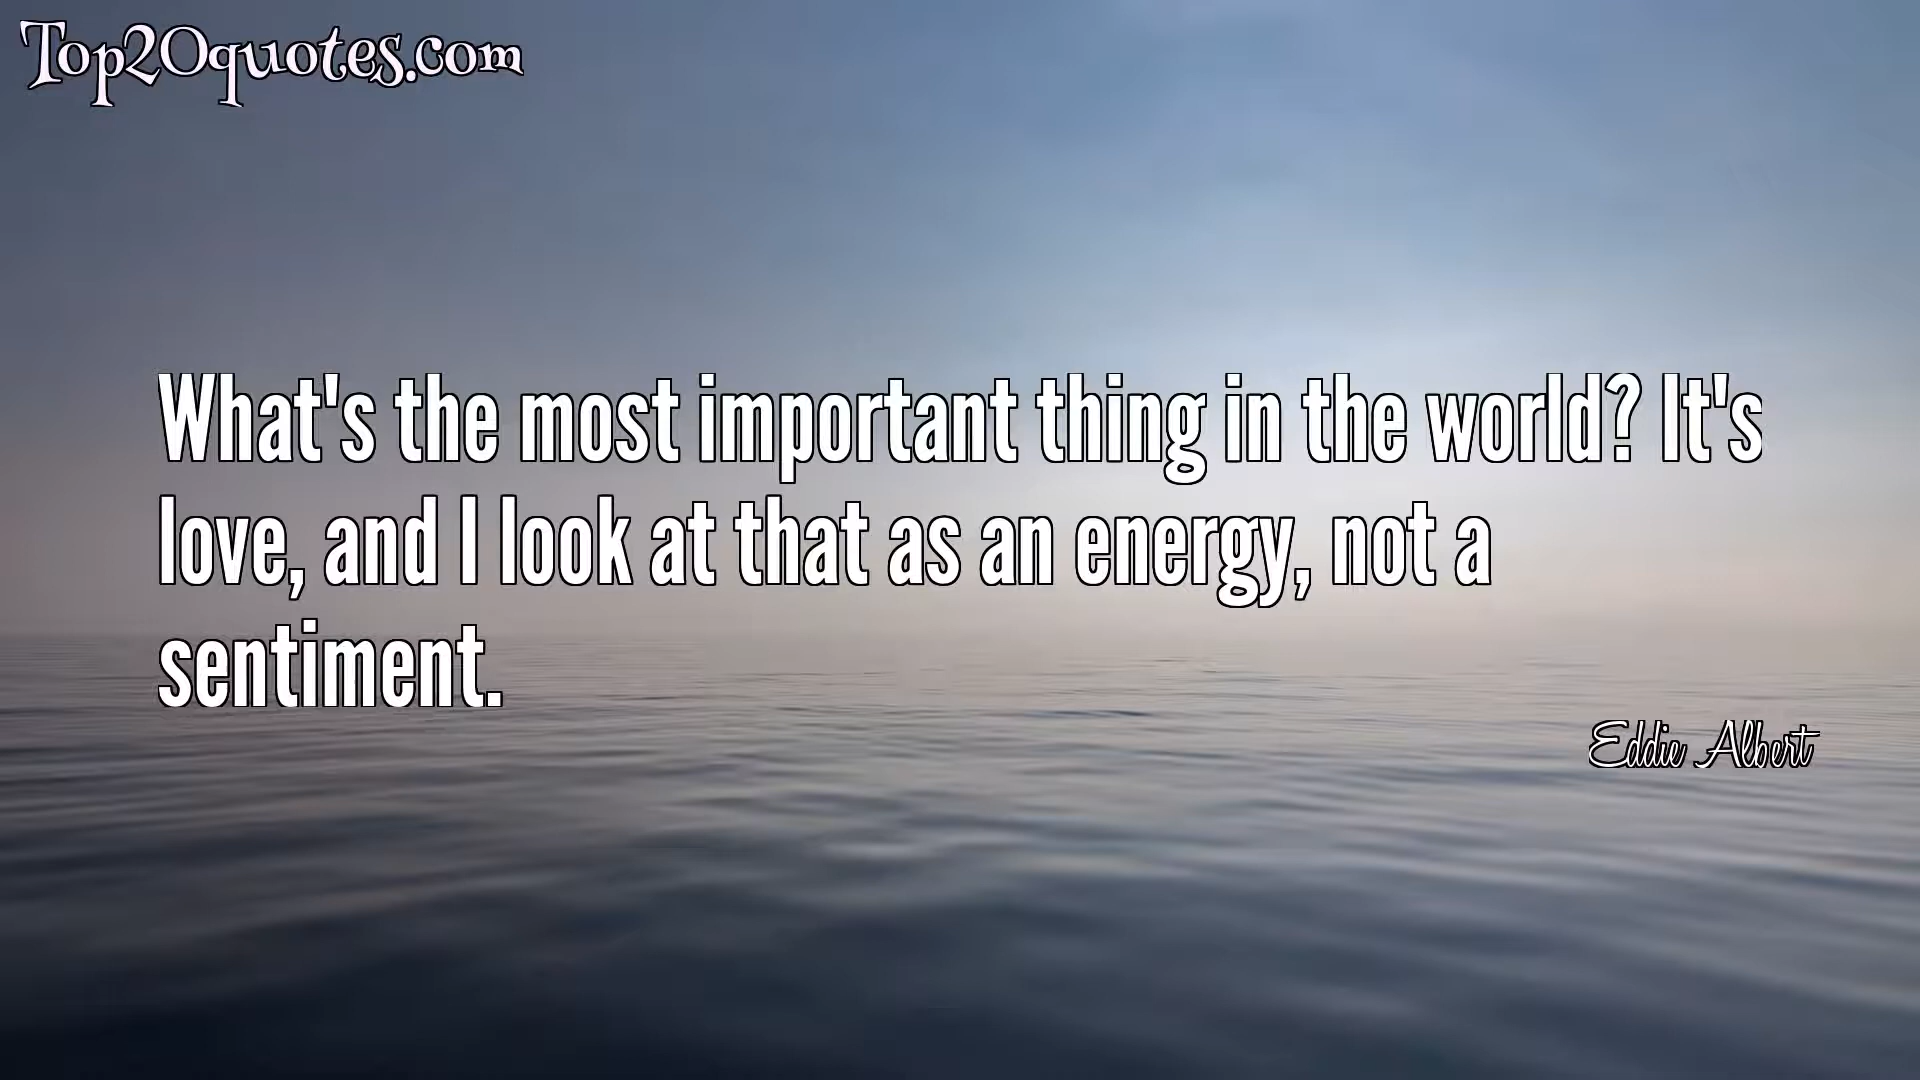 Top20quotes.com
What's the most important thing in the world? It's
love, and I look at that as an energy, not a
sentiment.
Eddie Albert